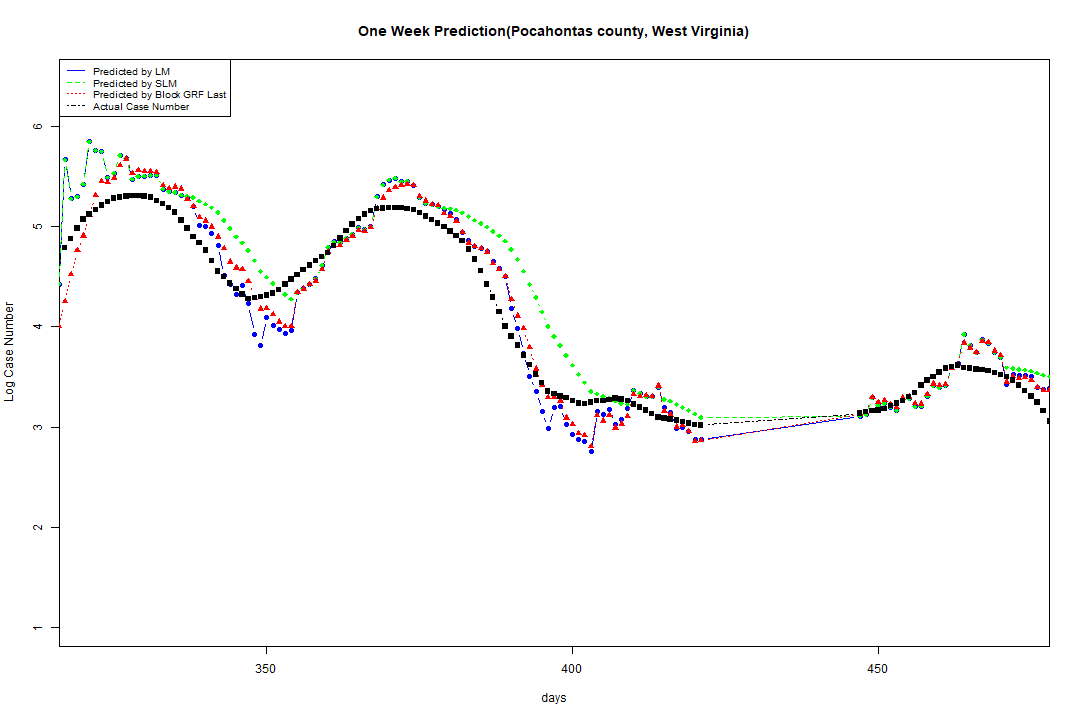 One Week Prediction(Pocahontas county, West Virginia)
Predicted by LM
Predicted by SLM
Predicted by Block GRF Last
Actual Case Number
6
5
4
3
2
1
Log Case Number
350
400
450
days